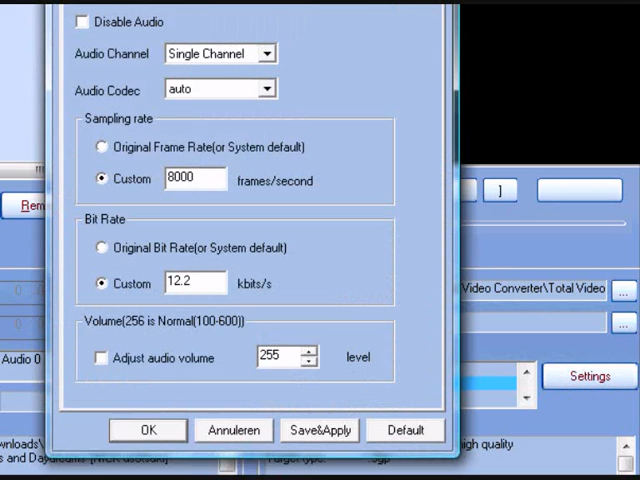 Disable Audio
Audio Channel Single Channel
Audio Codec auto
Sampling rate
Original Frame Rate(or System default)
Custom 8000 frames/second
]
Rem
Bit Rate
Original Bit Rate(or System default)
Custom 12.2 kbits/s
Video Converter\Total Video ...
...
Volume(256 is Normal(100-600))
Adjust audio volume 255 level
Audio 0
Settings
OK Annuleren Save&Apply Default
wnloads\
high quality